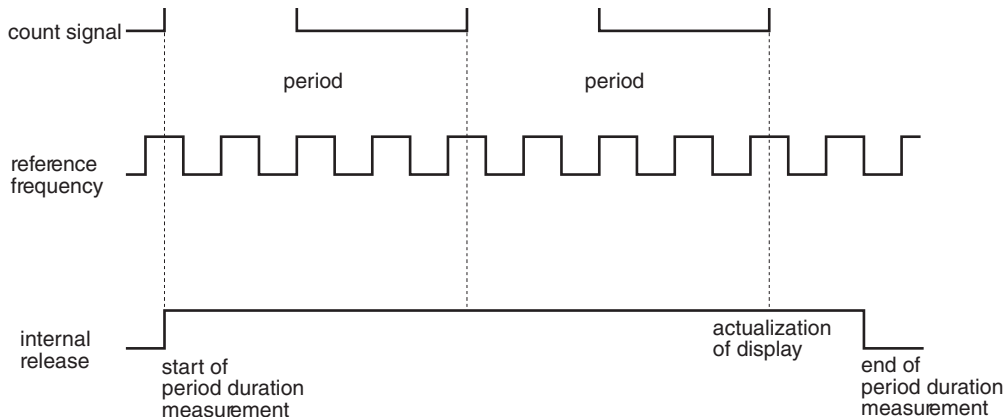 count signal
period
period
reference
frequency
internal
release
actualization
of display
start of
period duration
measurement
end of
period duration
measurement